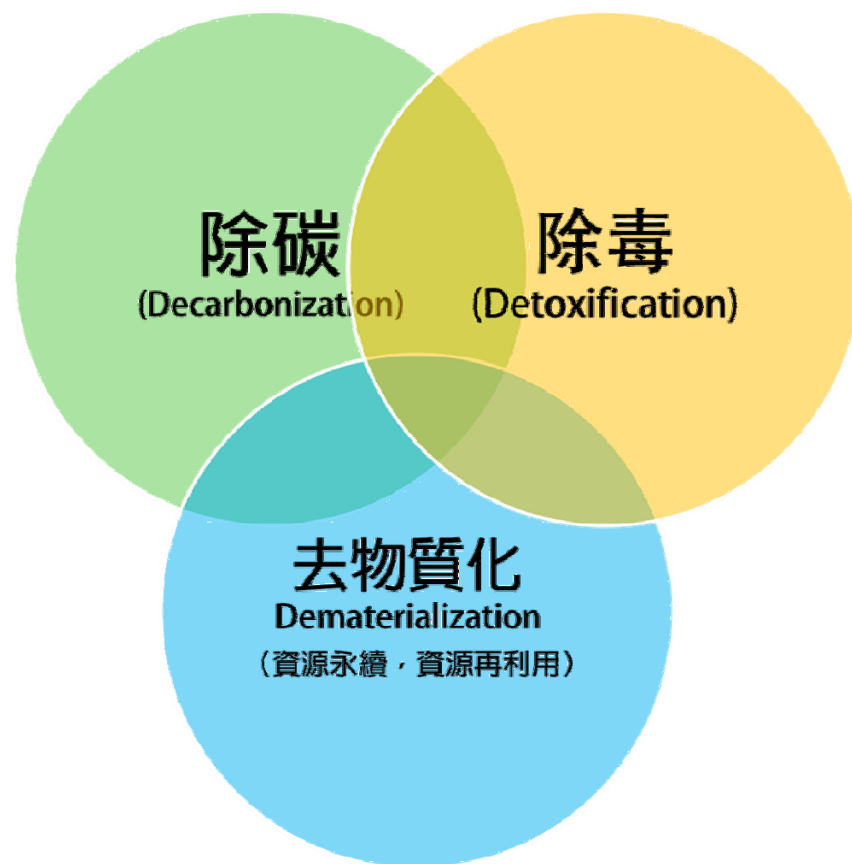 除碳
(Decarbonization)
除毒
(Detoxification)
去物質化
Dematerialization
（資源永續，資源再利用）